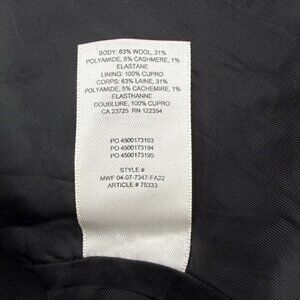 BODY: 63% WOOL, 31%
POLYAMIDE, 5% CASHMERE, 1%
ELASTANE
LINING: 100% CUPRO
CORPS: 63% LAINE, 31%
POLYAMIDE, 5% CACHEMIRE, 1%
ELASTHANNE
DOUBLURE, 100% CUPRO
CA 23725 RN 122354
PO 4500173193
PO 4500173194
PO 4500173195
STYLE #
MWF 04-07-7347-FA22
ARTICLE # 75333